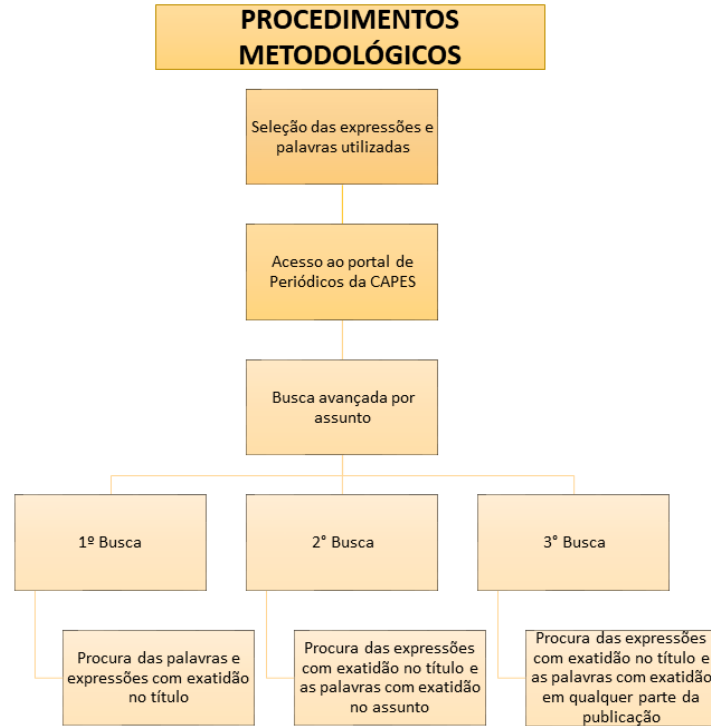 PROCEDIMENTOS
METODOLÓGICOS
Seleção das expressões e
palavras utilizadas
Acesso ao portal de
Periódicos da CAPES
Busca avançada por
assunto
1º Busca
2° Busca
3° Busca
Procura das palavras e
expressões com exatidão
no título
Procura das expressões
com exatidão no título e
as palavras com exatidão
no assunto
Procura das expressões
com exatidão no título e
as palavras com exatidão
em qualquer parte da
publicação